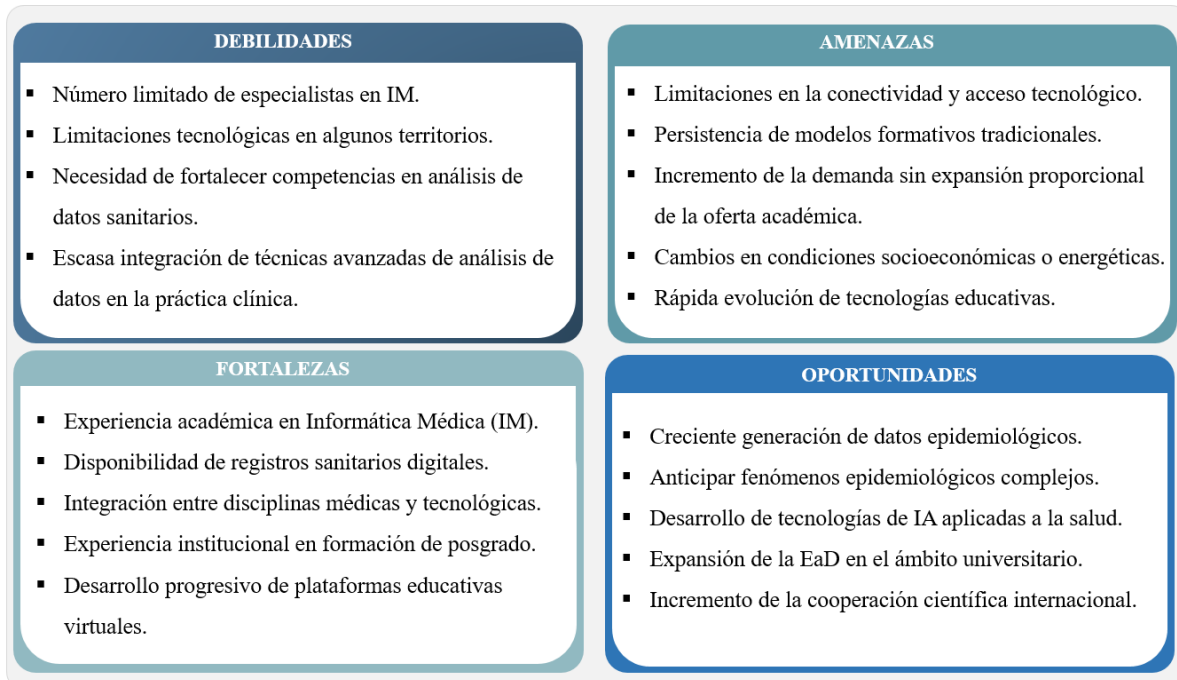 DEBILIDADES
▪ Número limitado de especialistas en IM.
▪ Limitaciones tecnológicas en algunos territorios.
▪ Necesidad de fortalecer competencias en análisis de
datos sanitarios.
▪ Escasa integración de técnicas avanzadas de análisis de
datos en la práctica clínica.
AMENAZAS
▪ Limitaciones en la conectividad y acceso tecnológico.
▪ Persistencia de modelos formativos tradicionales.
▪ Incremento de la demanda sin expansión proporcional
de la oferta académica.
▪ Cambios en condiciones socioeconómicas o energéticas.
▪ Rápida evolución de tecnologías educativas.
FORTALEZAS
▪ Experiencia académica en Informática Médica (IM).
▪ Disponibilidad de registros sanitarios digitales.
▪ Integración entre disciplinas médicas y tecnológicas.
▪ Experiencia institucional en formación de posgrado.
▪ Desarrollo progresivo de plataformas educativas
virtuales.
OPORTUNIDADES
▪ Creciente generación de datos epidemiológicos.
▪ Anticipar fenómenos epidemiológicos complejos.
▪ Desarrollo de tecnologías de IA aplicadas a la salud.
▪ Expansión de la EaD en el ámbito universitario.
▪ Incremento de la cooperación científica internacional.